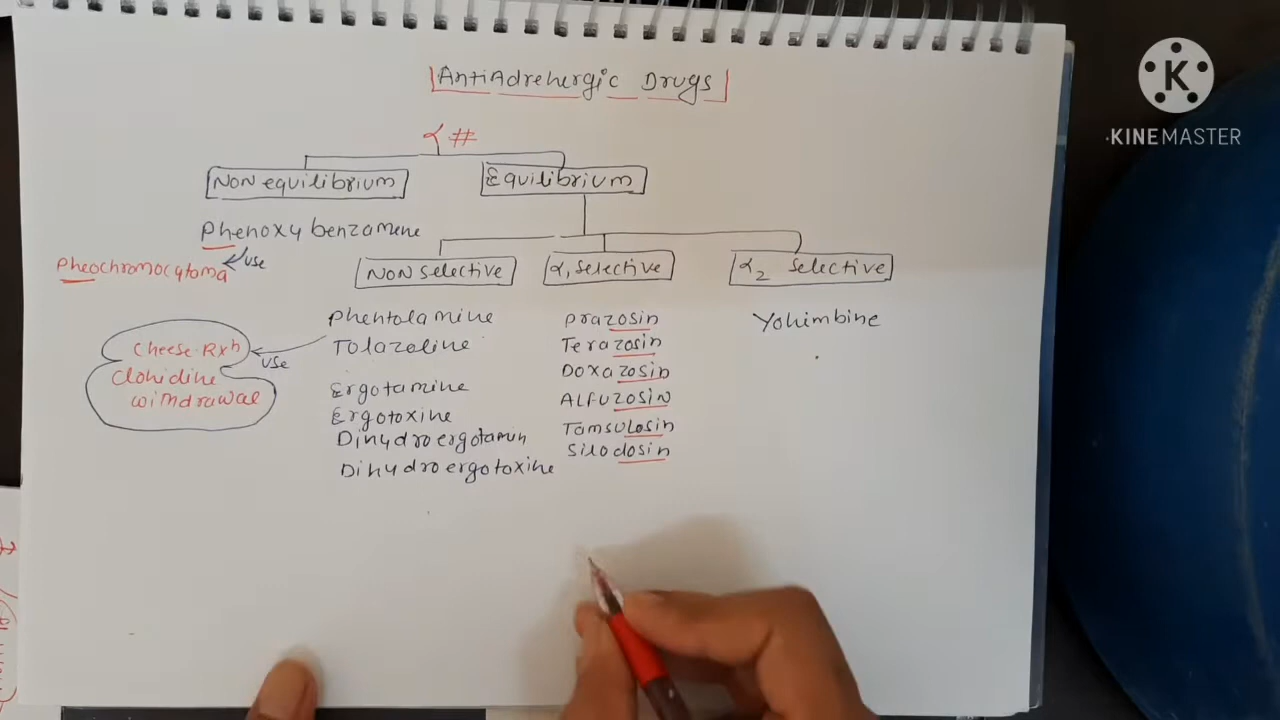 AntiAdrenergic Drugs
α #
NON equilibrium
Equilibrium
Phenoxy benzamene
use
Pheochromocytoma
NON selective
α1 selective
α2 selective
Phentolamine
Tolazoline
Ergotamine
Ergotoxine
Dihydroergotamin
Dihydroergotoxine
use
Cheese Rxn
Clonidine
withdrawal
Prazosin
Terazosin
Doxazosin
ALFUZOSIN
Tamsulosin
Silodosin
Yohimbine
K
KINEMASTER